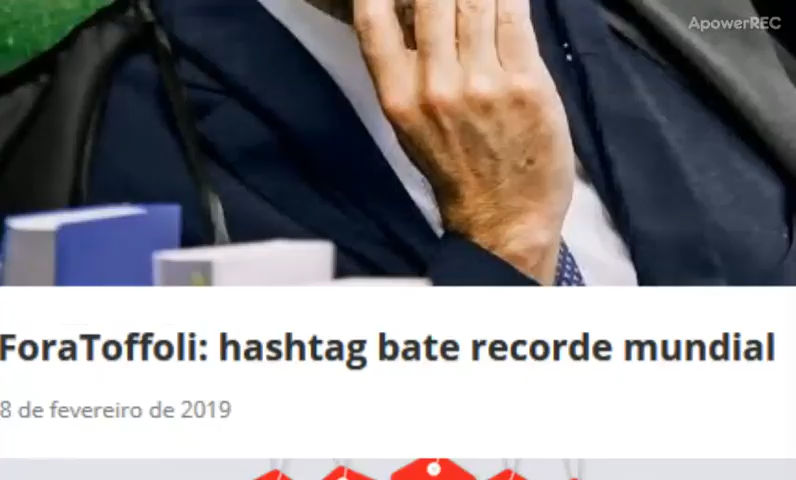 ApowerREC
ForaToffoli: hashtag bate recorde mundial
8 de fevereiro de 2019